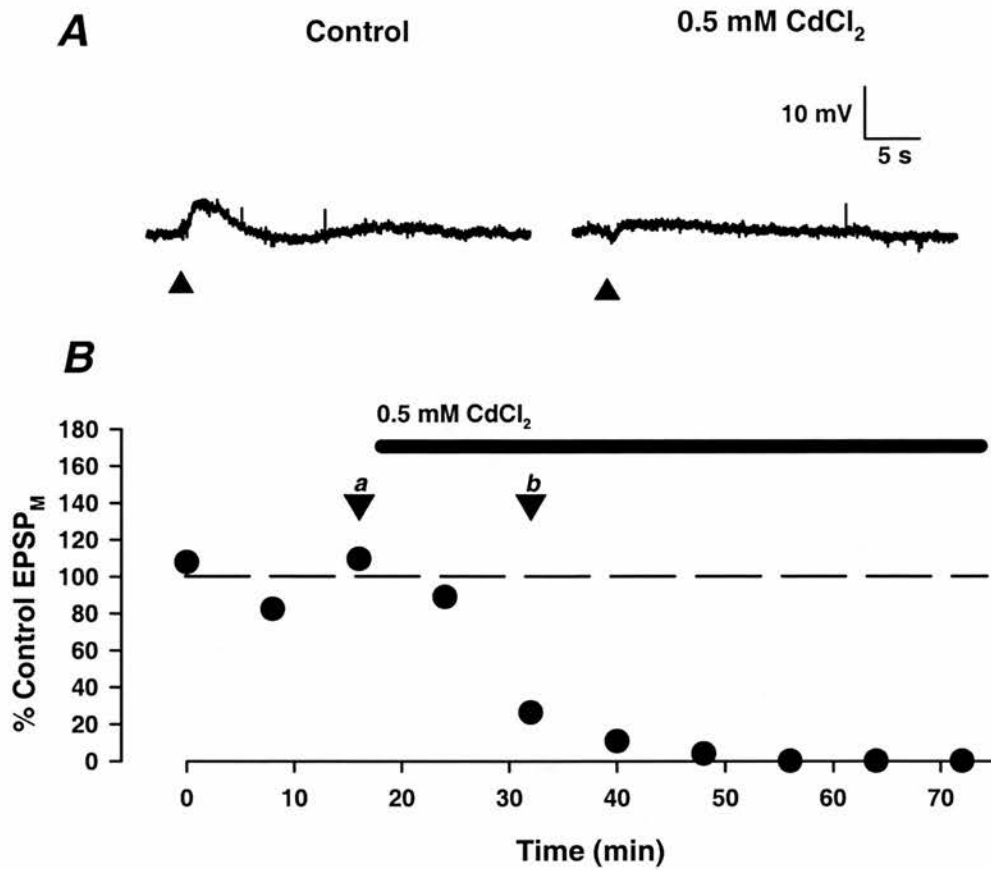 A
Control
0.5 mM CdCl₂
10 mV
5 s
B
0.5 mM CdCl₂
a
b
% Control EPSP_M
180
160
140
120
100
80
60
40
20
0
0 10 20 30 40 50 60 70
Time (min)